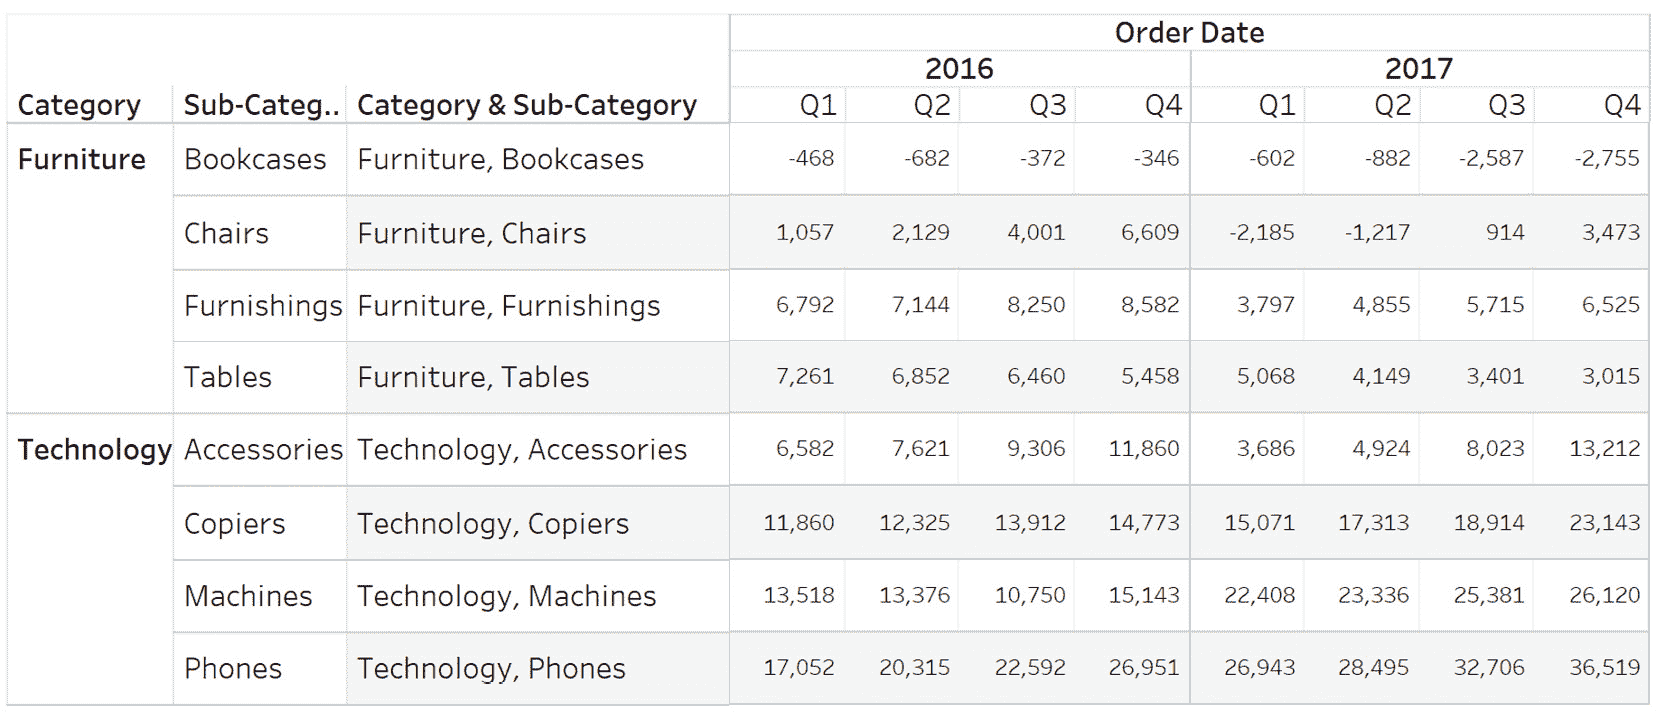 Order Date
2016 2017
Category Sub-Categ.. Category & Sub-Category Q1 Q2 Q3 Q4 Q1 Q2 Q3 Q4
Furniture Bookcases Furniture, Bookcases -468 -682 -372 -346 -602 -882 -2,587 -2,755
Chairs Furniture, Chairs 1,057 2,129 4,001 6,609 -2,185 -1,217 914 3,473
Furnishings Furniture, Furnishings 6,792 7,144 8,250 8,582 3,797 4,855 5,715 6,525
Tables Furniture, Tables 7,261 6,852 6,460 5,458 5,068 4,149 3,401 3,015
Technology Accessories Technology, Accessories 6,582 7,621 9,306 11,860 3,686 4,924 8,023 13,212
Copiers Technology, Copiers 11,860 12,325 13,912 14,773 15,071 17,313 18,914 23,143
Machines Technology, Machines 13,518 13,376 10,750 15,143 22,408 23,336 25,381 26,120
Phones Technology, Phones 17,052 20,315 22,592 26,951 26,943 28,495 32,706 36,519